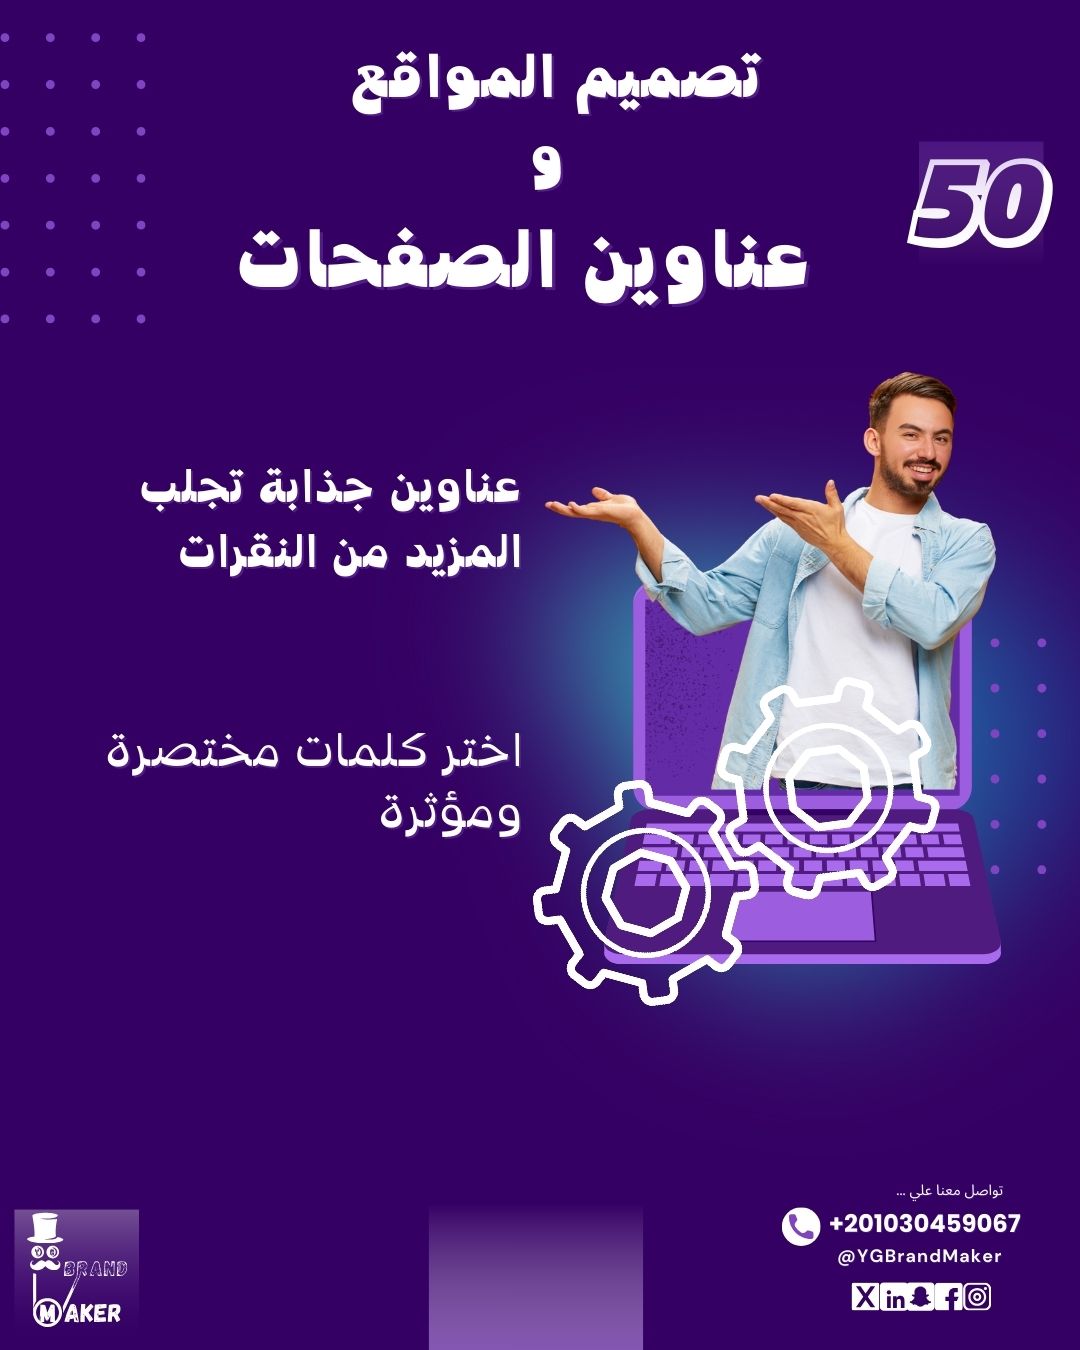 تصميم المواقع
و
عناوين الصفحات
50
عناوين جذابة تجلب
المزيد من النقرات
اختر كلمات مختصرة
ومؤثرة
تواصل معنا علي ...
+201030459067
@YGBrandMaker
X in f
BRAND
MAKER